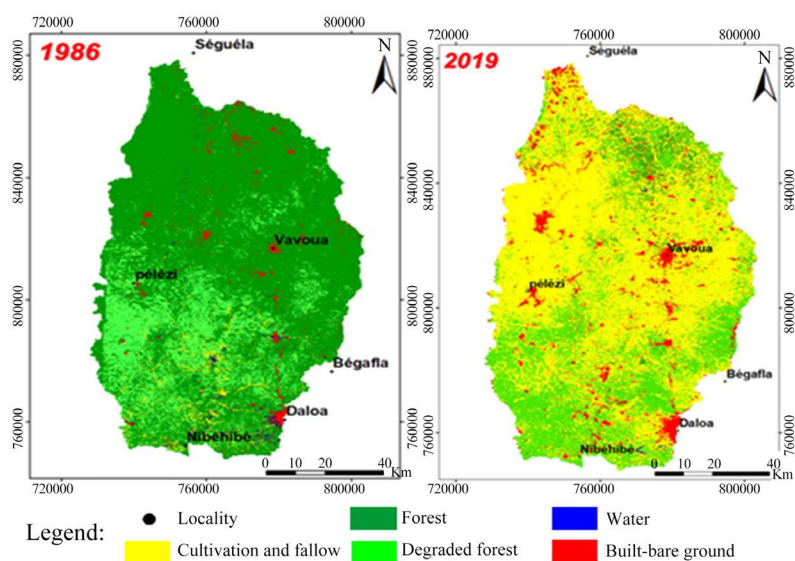 720000 760000 800000
1986
Séguéla
N
880000
840000
800000
760000
Vavoua
pélézi
Bégafla
Daloa
Nibéhibé
0 10 20 40
Km
720000 760000 800000
720000 760000 800000
2019
Séguéla
N
880000
840000
800000
760000
Vavoua
pélézi
Bégafla
Daloa
Nibéhibé
0 10 20 40
Km
720000 760000 800000
Legend:
Locality
Forest
Water
Cultivation and fallow
Degraded forest
Built-bare ground